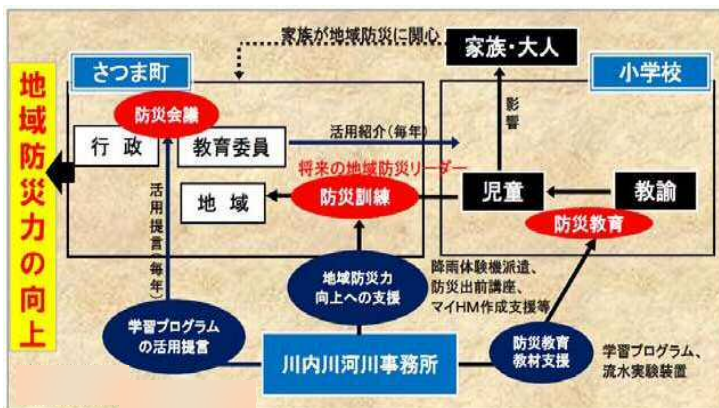 家族が地域防災に関心
家族・大人
さつま町
小学校
地域防災力の向上
防災会議
行政
教育委員
活用紹介(毎年)
影響
将来の地域防災リーダー
地域
防災訓練
児童
教諭
防災教育
活用提言(毎年)
地域防災力
向上への支援
降雨体験機派遣、
防災出前講座、
マイHM作成支援等
学習プログラム
の活用提言
川内川河川事務所
防災教育
教材支援
学習プログラム、
流水実験装置